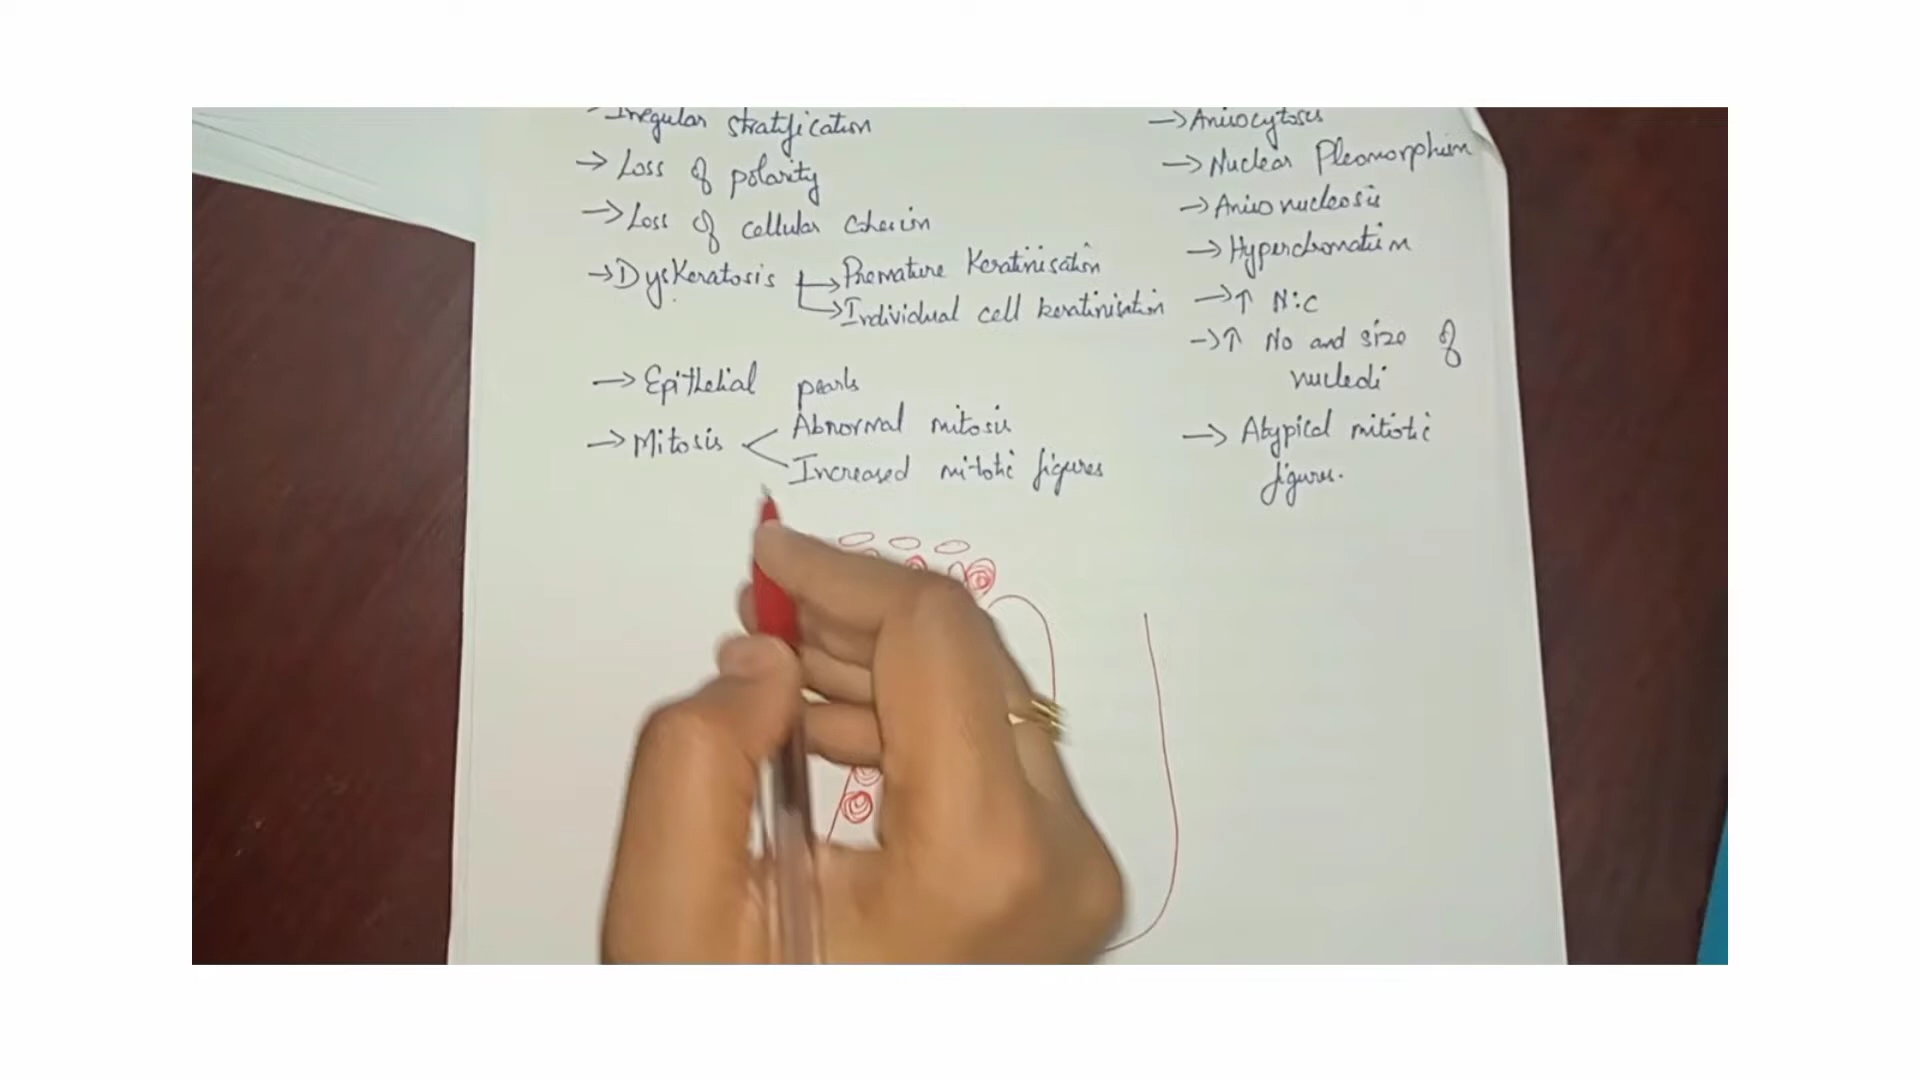 Irregular stratification
→ Loss of polarity
→ Loss of cellular cohesion
→ Dyskeratosis → Premature Keratinisation
→ Individual cell keratinisation
→ Epithelial pearls
→ Mitosis Abnormal mitosis
Increased mitotic figures
→ Anisocytosis
→ Nuclear Pleomorphism
→ Anisonucleosis
→ Hyperchromatism
→ ↑ N:C
→ ↑ No and size of
nucleoli
→ Atypical mitiotic
figures.